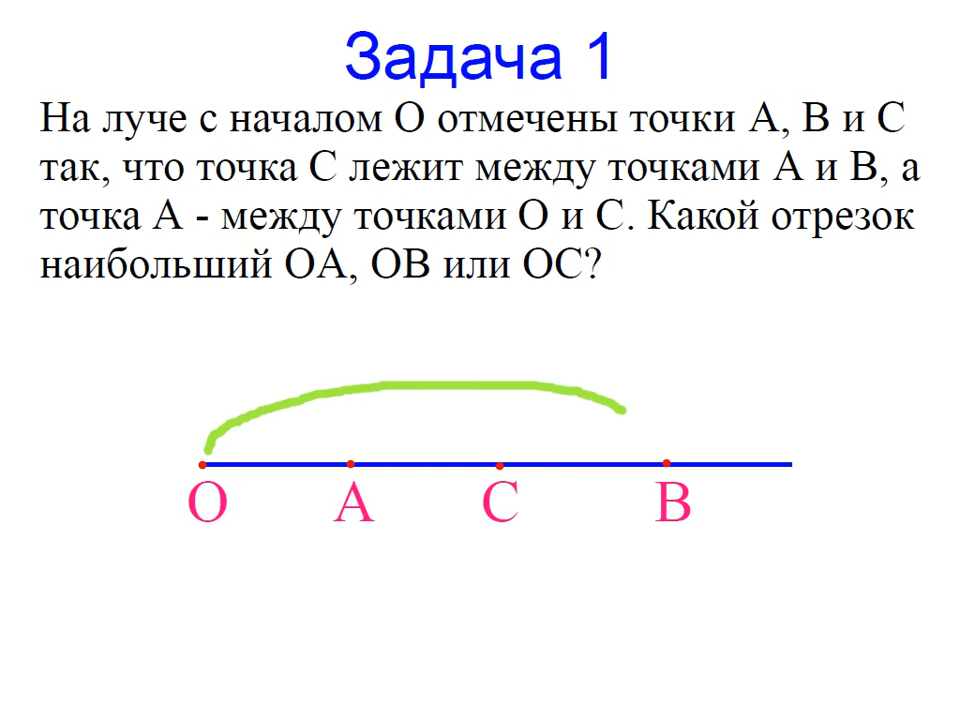 Задача 1
На луче с началом О отмечены точки А, В и С
так, что точка С лежит между точками А и В, а
точка А - между точками О и С. Какой отрезок
наибольший ОА, ОВ или ОС?
О А С В